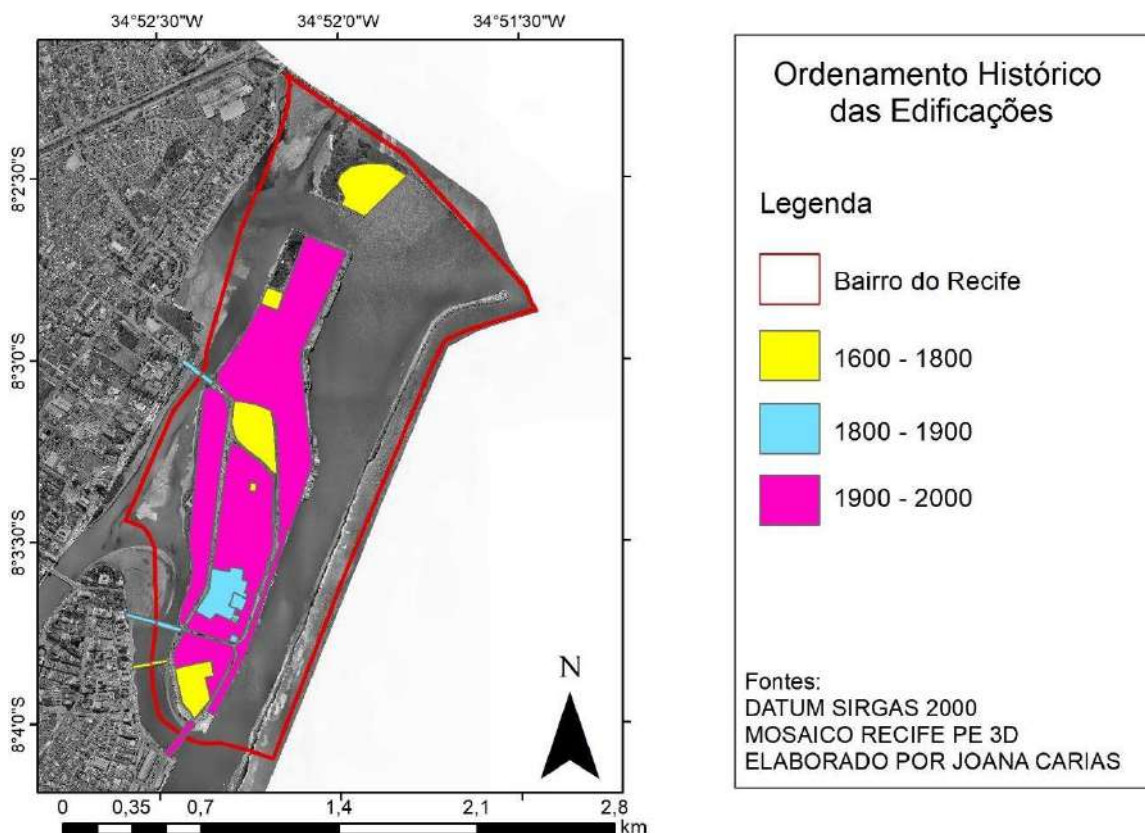 34°52'30"W
34°52'0"W
34°51'30"W
8°2'30"S
8°3'0"S
8°3'30"S
8°4'0"S
N
0 0,35 0,7 1,4 2,1 2,8
km
Ordenamento Histórico
das Edificações
Legenda
Bairro do Recife
1600 - 1800
1800 - 1900
1900 - 2000
Fontes:
DATUM SIRGAS 2000
MOSAICO RECIFE PE 3D
ELABORADO POR JOANA CARIAS